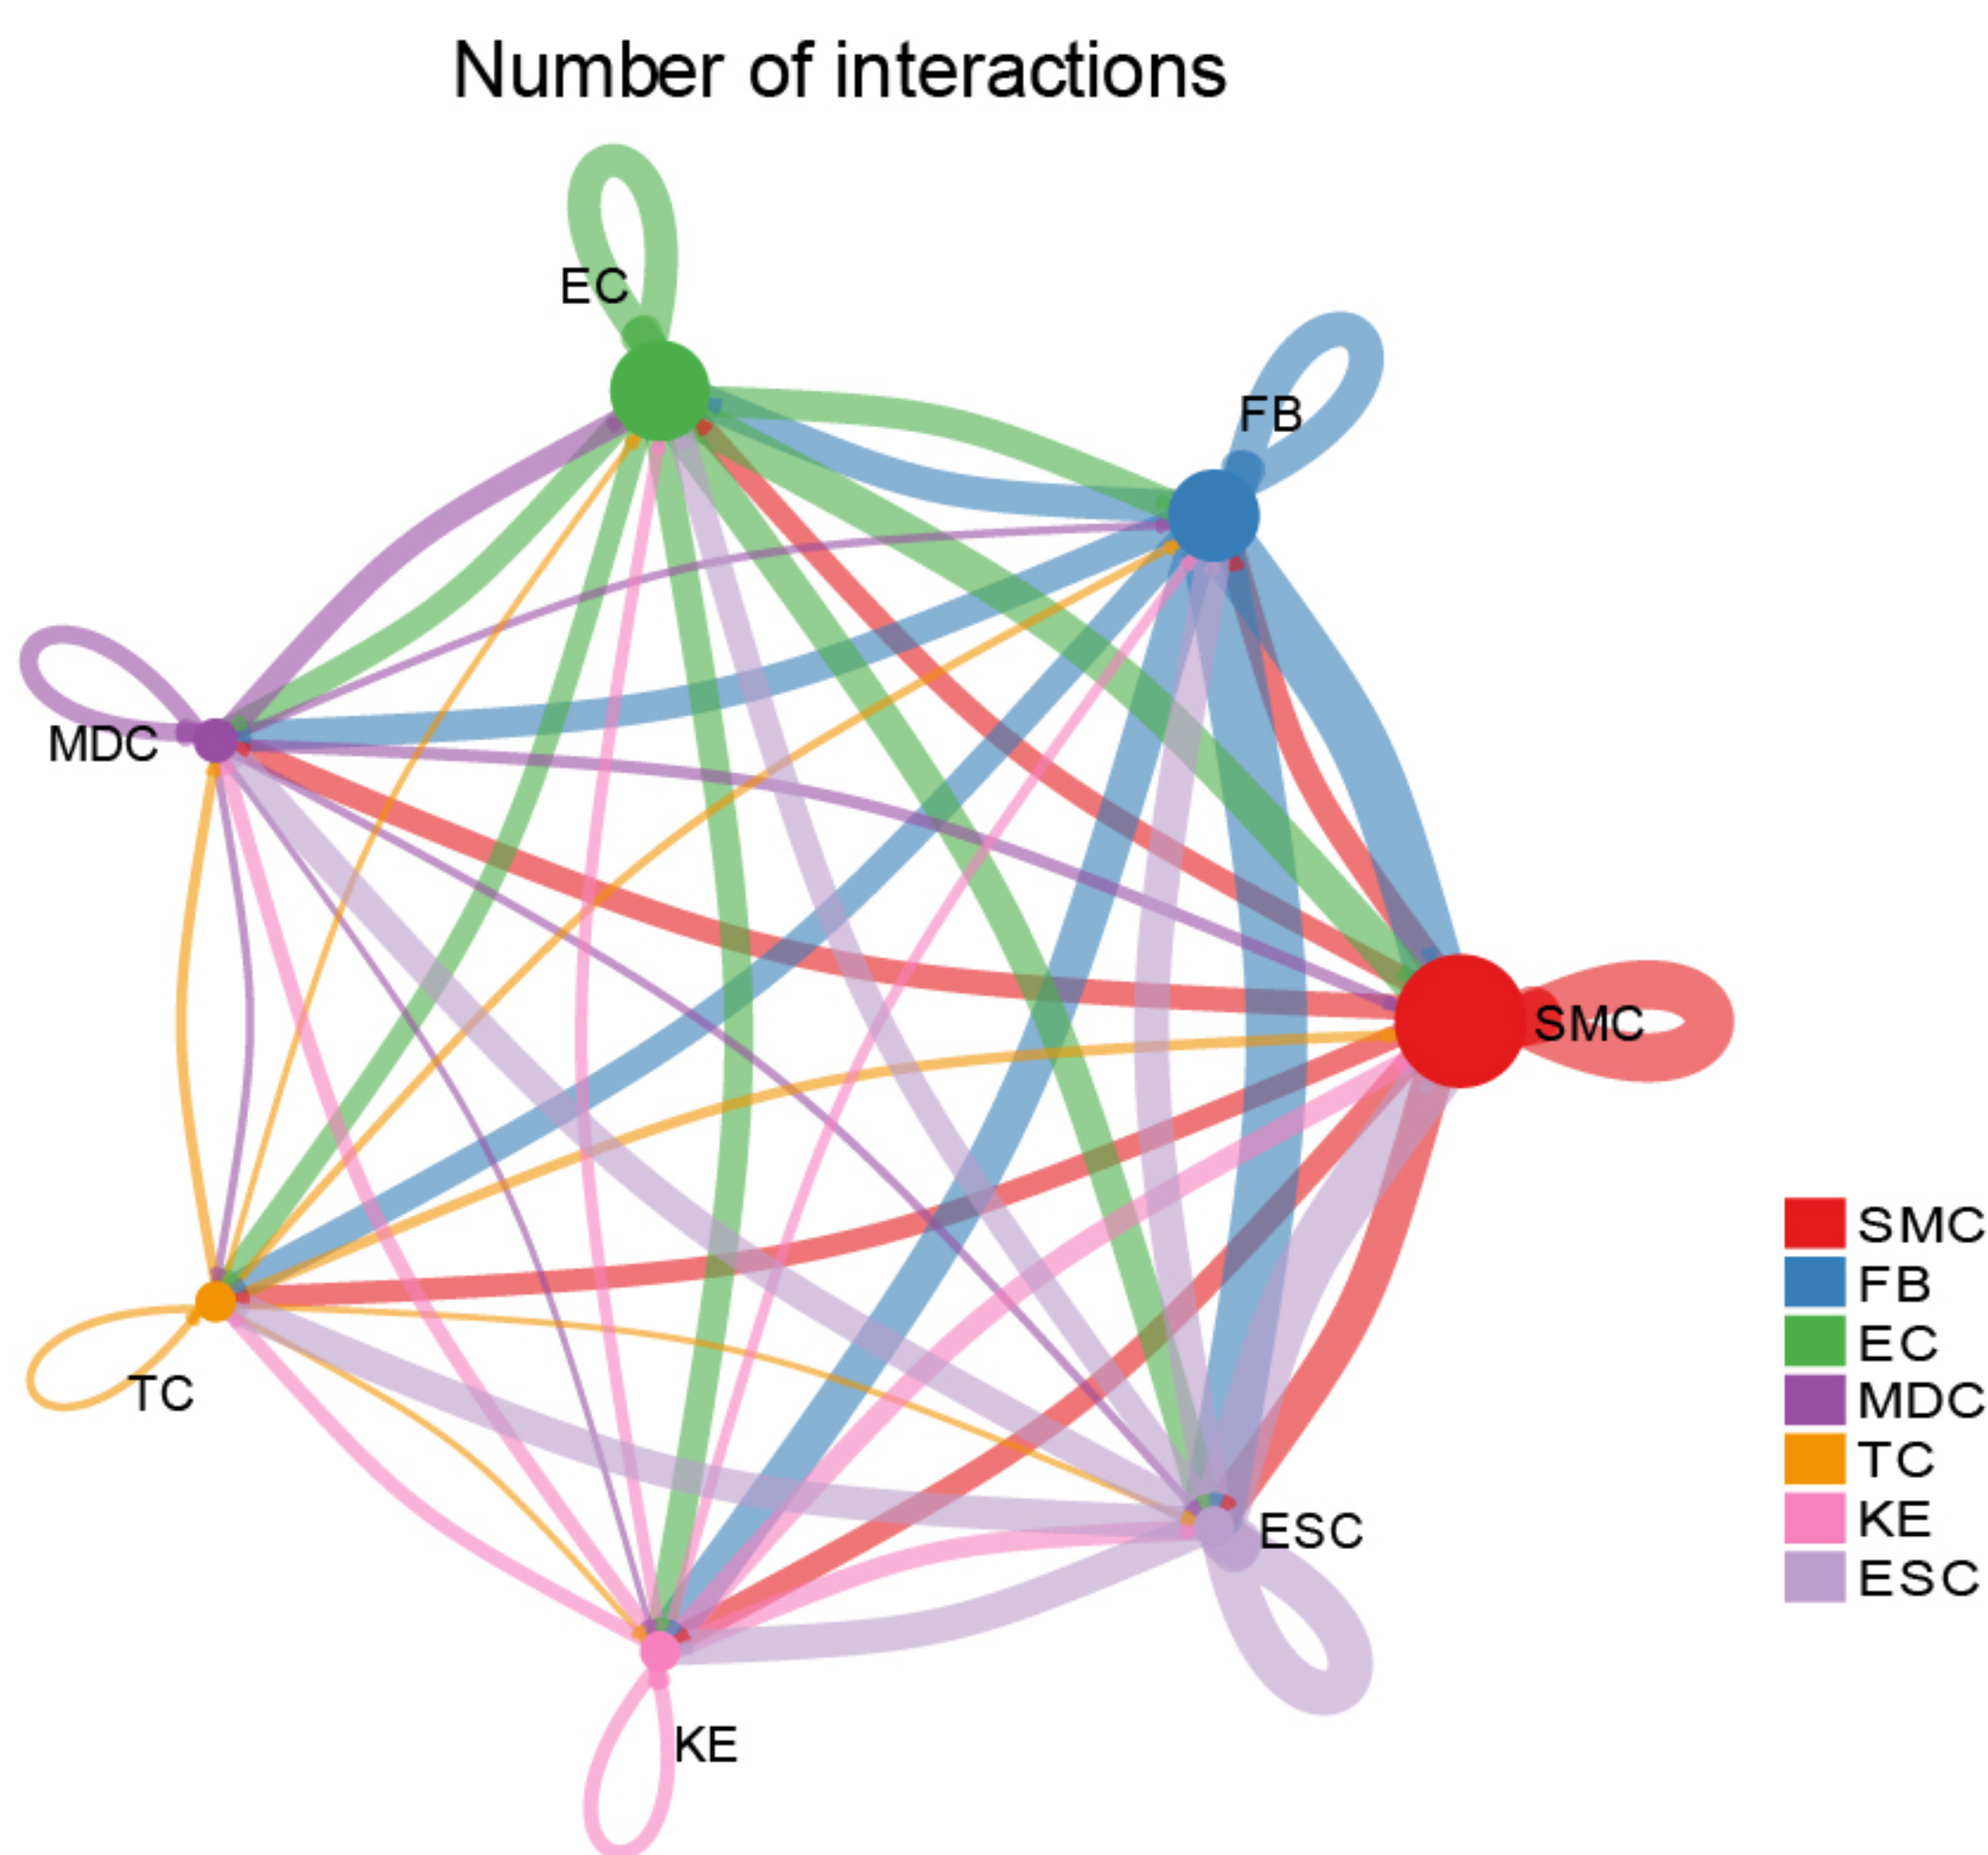 Number of interactions
EC
FB
MDC
SMC
TC
ESC
KE
SMC
FB
EC
MDC
TC
KE
ESC